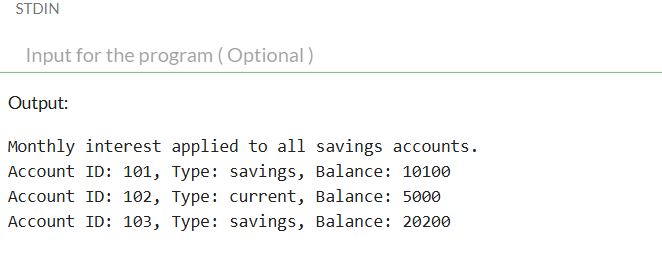 STDIN
Input for the program ( Optional )
Output:
Monthly interest applied to all savings accounts.
Account ID: 101, Type: savings, Balance: 10100
Account ID: 102, Type: current, Balance: 5000
Account ID: 103, Type: savings, Balance: 20200